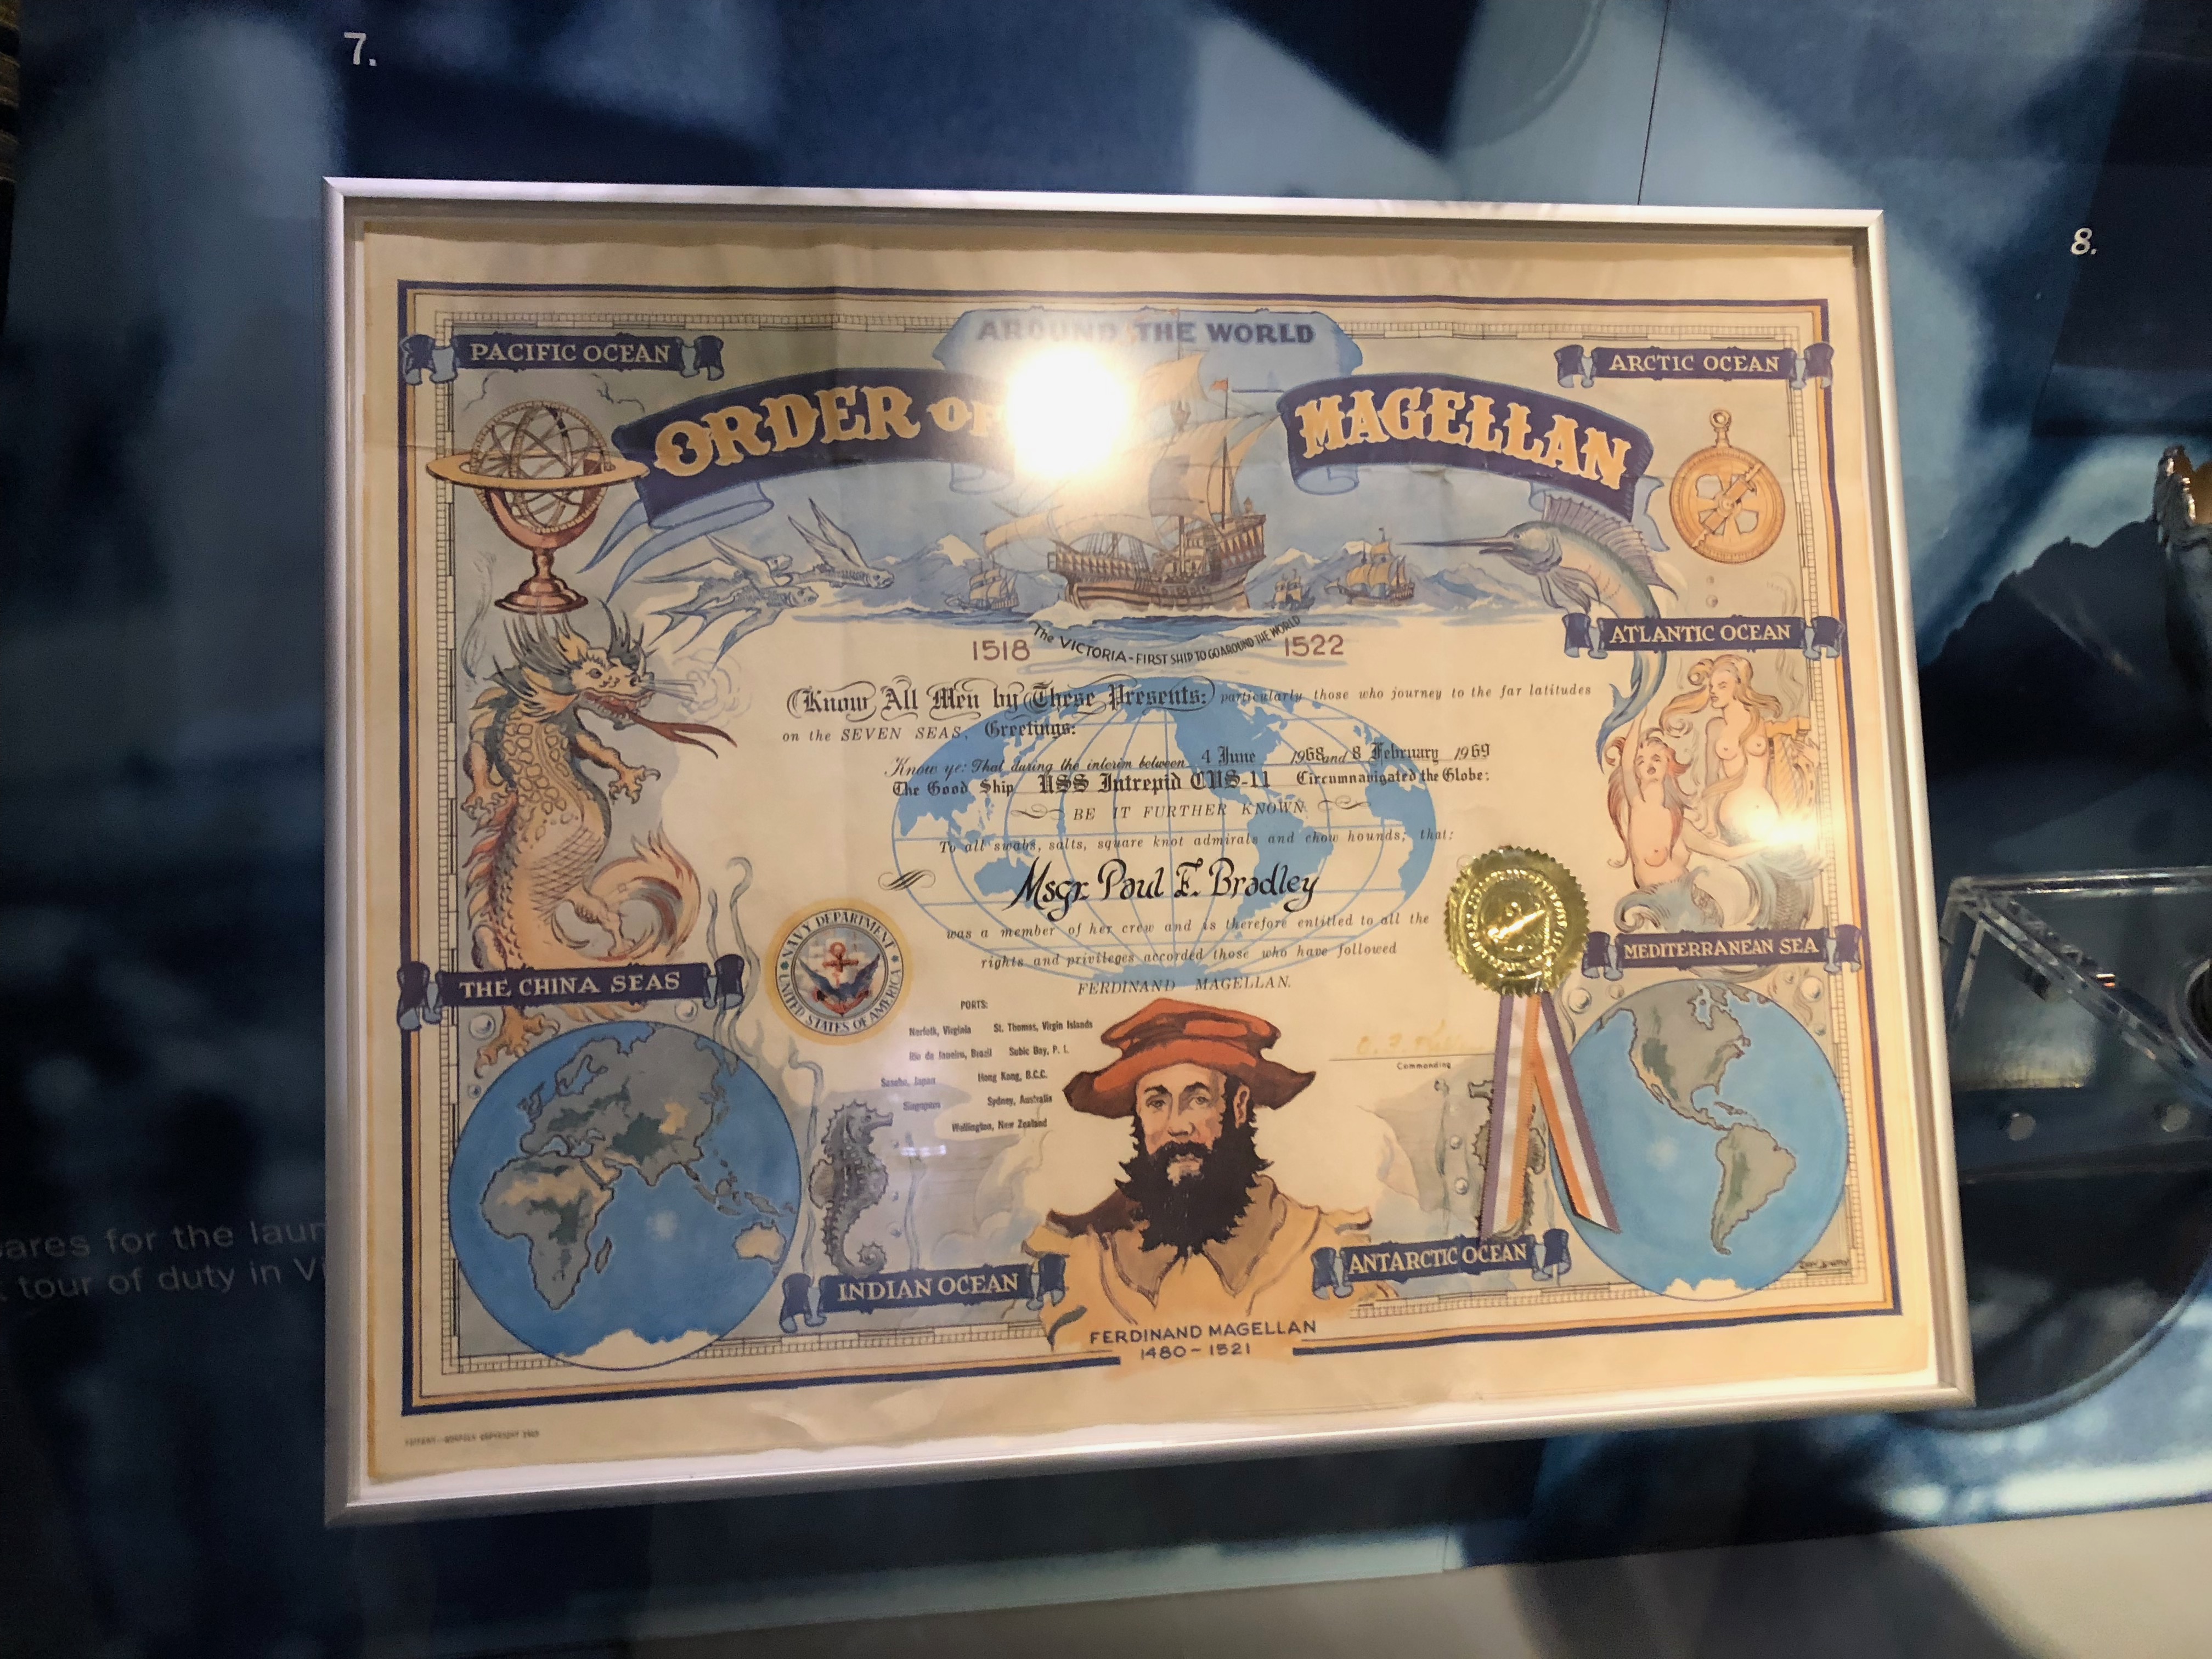 7.
8.
AROUND THE WORLD
PACIFIC OCEAN
ARCTIC OCEAN
ORDER OF MAGELLAN
1518 The VICTORIA - FIRST SHIP TO GO AROUND THE WORLD 1522
ATLANTIC OCEAN
Know All Men by These Presents: particularly those who journey to the far latitudes
on the SEVEN SEAS, Greetings:
Know ye: That during the interim between 4 June 1968 and 8 February 1969
The Good Ship USS Intrepid CVS-11 Circumnavigated the Globe:
BE IT FURTHER KNOWN
To all swabs, salts, square knot admirals and chow hounds; that:
Msgr. Paul F. Bradley
was a member of her crew and is therefore entitled to all the
rights and privileges accorded those who have followed
FERDINAND MAGELLAN.
NAVY DEPARTMENT
UNITED STATES OF AMERICA
MEDITERRANEAN SEA
THE CHINA SEAS
PORTS:
Norfolk, Virginia St. Thomas, Virgin Islands
Rio de Janeiro, Brazil Subic Bay, P. I.
Sasebo, Japan Hong Kong, B.C.C.
Singapore Sydney, Australia
Wellington, New Zealand
Commanding
INDIAN OCEAN
ANTARCTIC OCEAN
FERDINAND MAGELLAN
1480 - 1521
ares for the laun
tour of duty in Vi